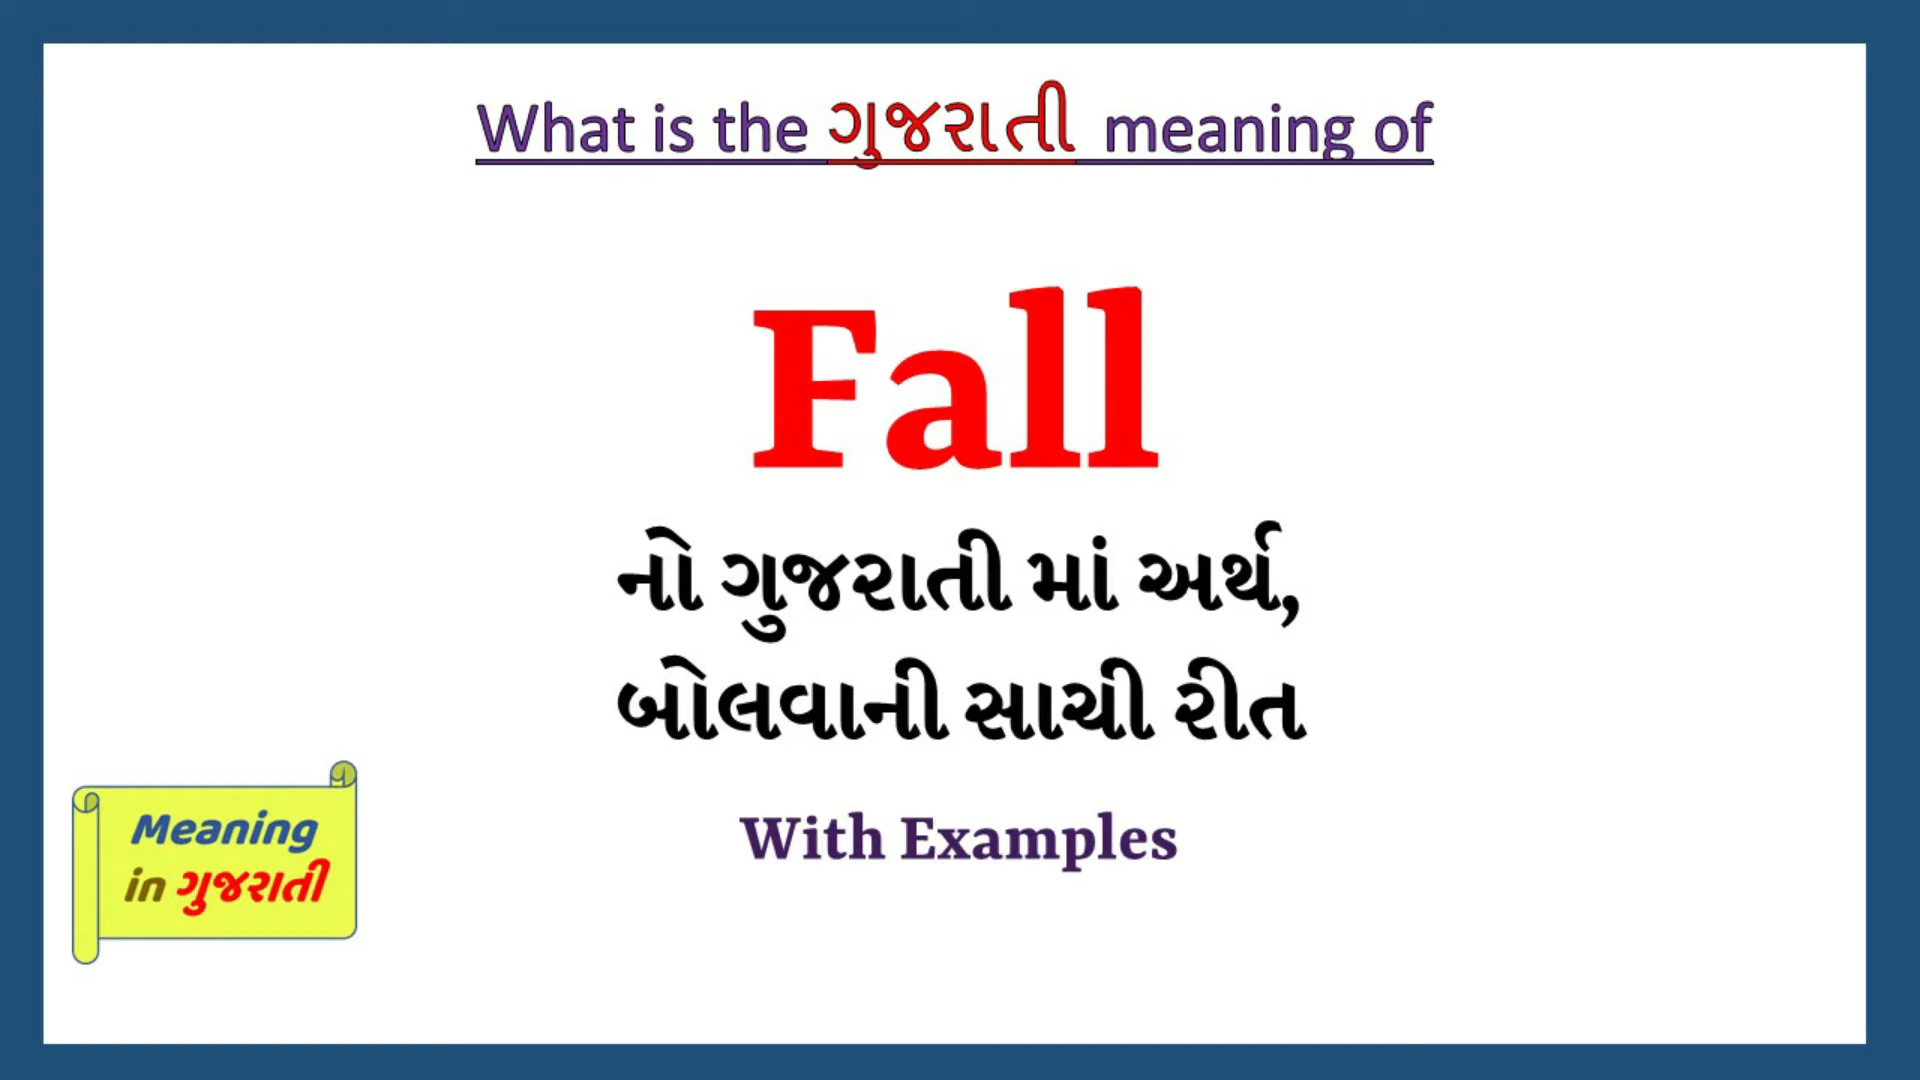 What is the ગુજરાતી meaning of
Fall
નો ગુજરાતી માં અર્થ,
બોલવાની સાચી રીત
With Examples
Meaning
in ગુજરાતી